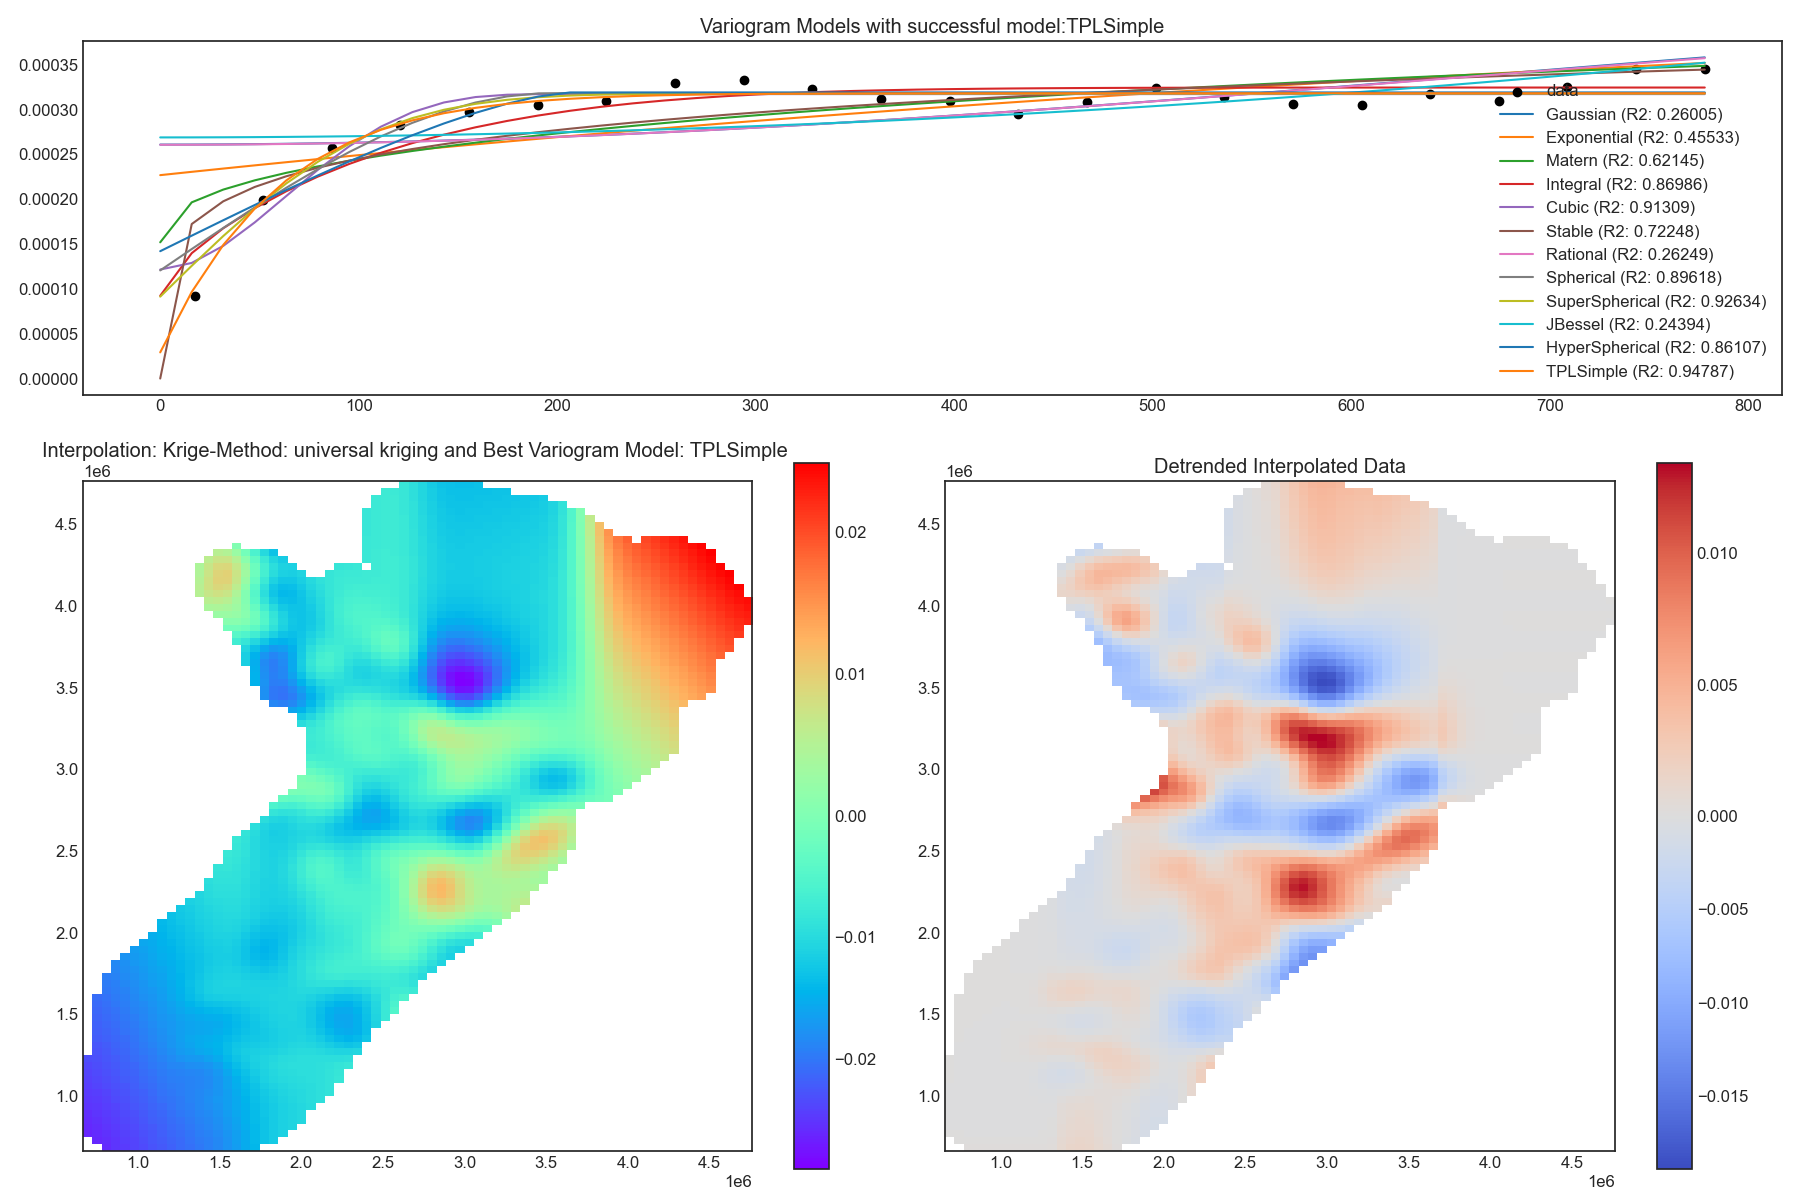 Variogram Models with successful model:TPLSimple
0.00035
0.00030
0.00025
0.00020
0.00015
0.00010
0.00005
0.00000
data
Gaussian (R2: 0.26005)
Exponential (R2: 0.45533)
Matern (R2: 0.62145)
Integral (R2: 0.86986)
Cubic (R2: 0.91309)
Stable (R2: 0.72248)
Rational (R2: 0.26249)
Spherical (R2: 0.89618)
SuperSpherical (R2: 0.92634)
JBessel (R2: 0.24394)
HyperSpherical (R2: 0.86107)
TPLSimple (R2: 0.94787)
0 100 200 300 400 500 600 700 800
Interpolation: Krige-Method: universal kriging and Best Variogram Model: TPLSimple
1e6
4.5
4.0
3.5
3.0
2.5
2.0
1.5
1.0
1.0 1.5 2.0 2.5 3.0 3.5 4.0 4.5
1e6
0.02
0.01
0.00
−0.01
−0.02
Detrended Interpolated Data
1e6
4.5
4.0
3.5
3.0
2.5
2.0
1.5
1.0
1.0 1.5 2.0 2.5 3.0 3.5 4.0 4.5
1e6
0.010
0.005
0.000
−0.005
−0.010
−0.015